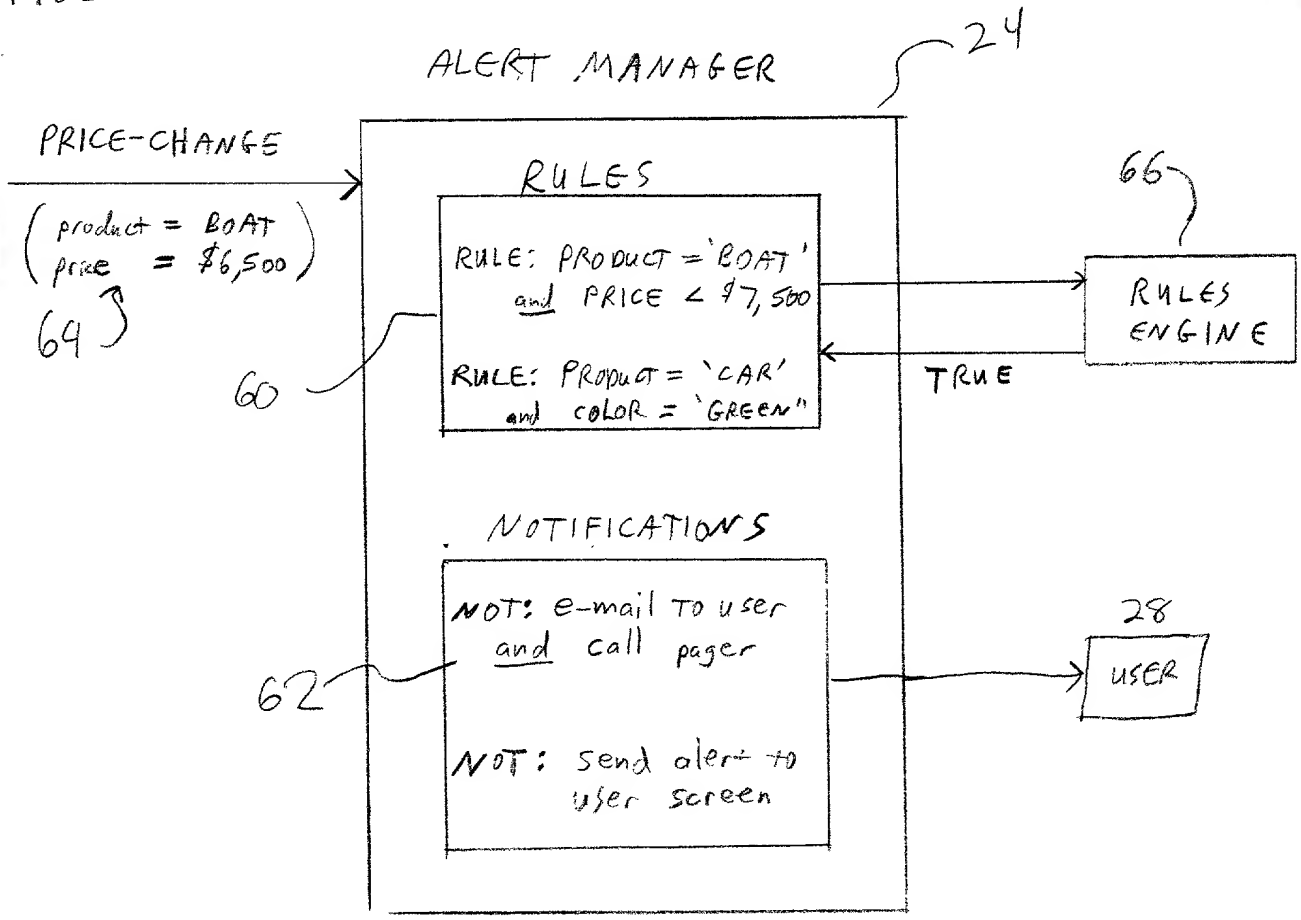 24
ALERT MANAGER
PRICE-CHANGE
(product = BOAT
price = $6,500)
64
RULES
RULE: PRODUCT = 'BOAT'
and PRICE < $7,500
RULE: PRODUCT = 'CAR'
and COLOR = 'GREEN"
60
66
RULES
ENGINE
TRUE
NOTIFICATIONS
NOT: e-mail TO user
and call pager
62
NOT: send alert to
user screen
28
USER